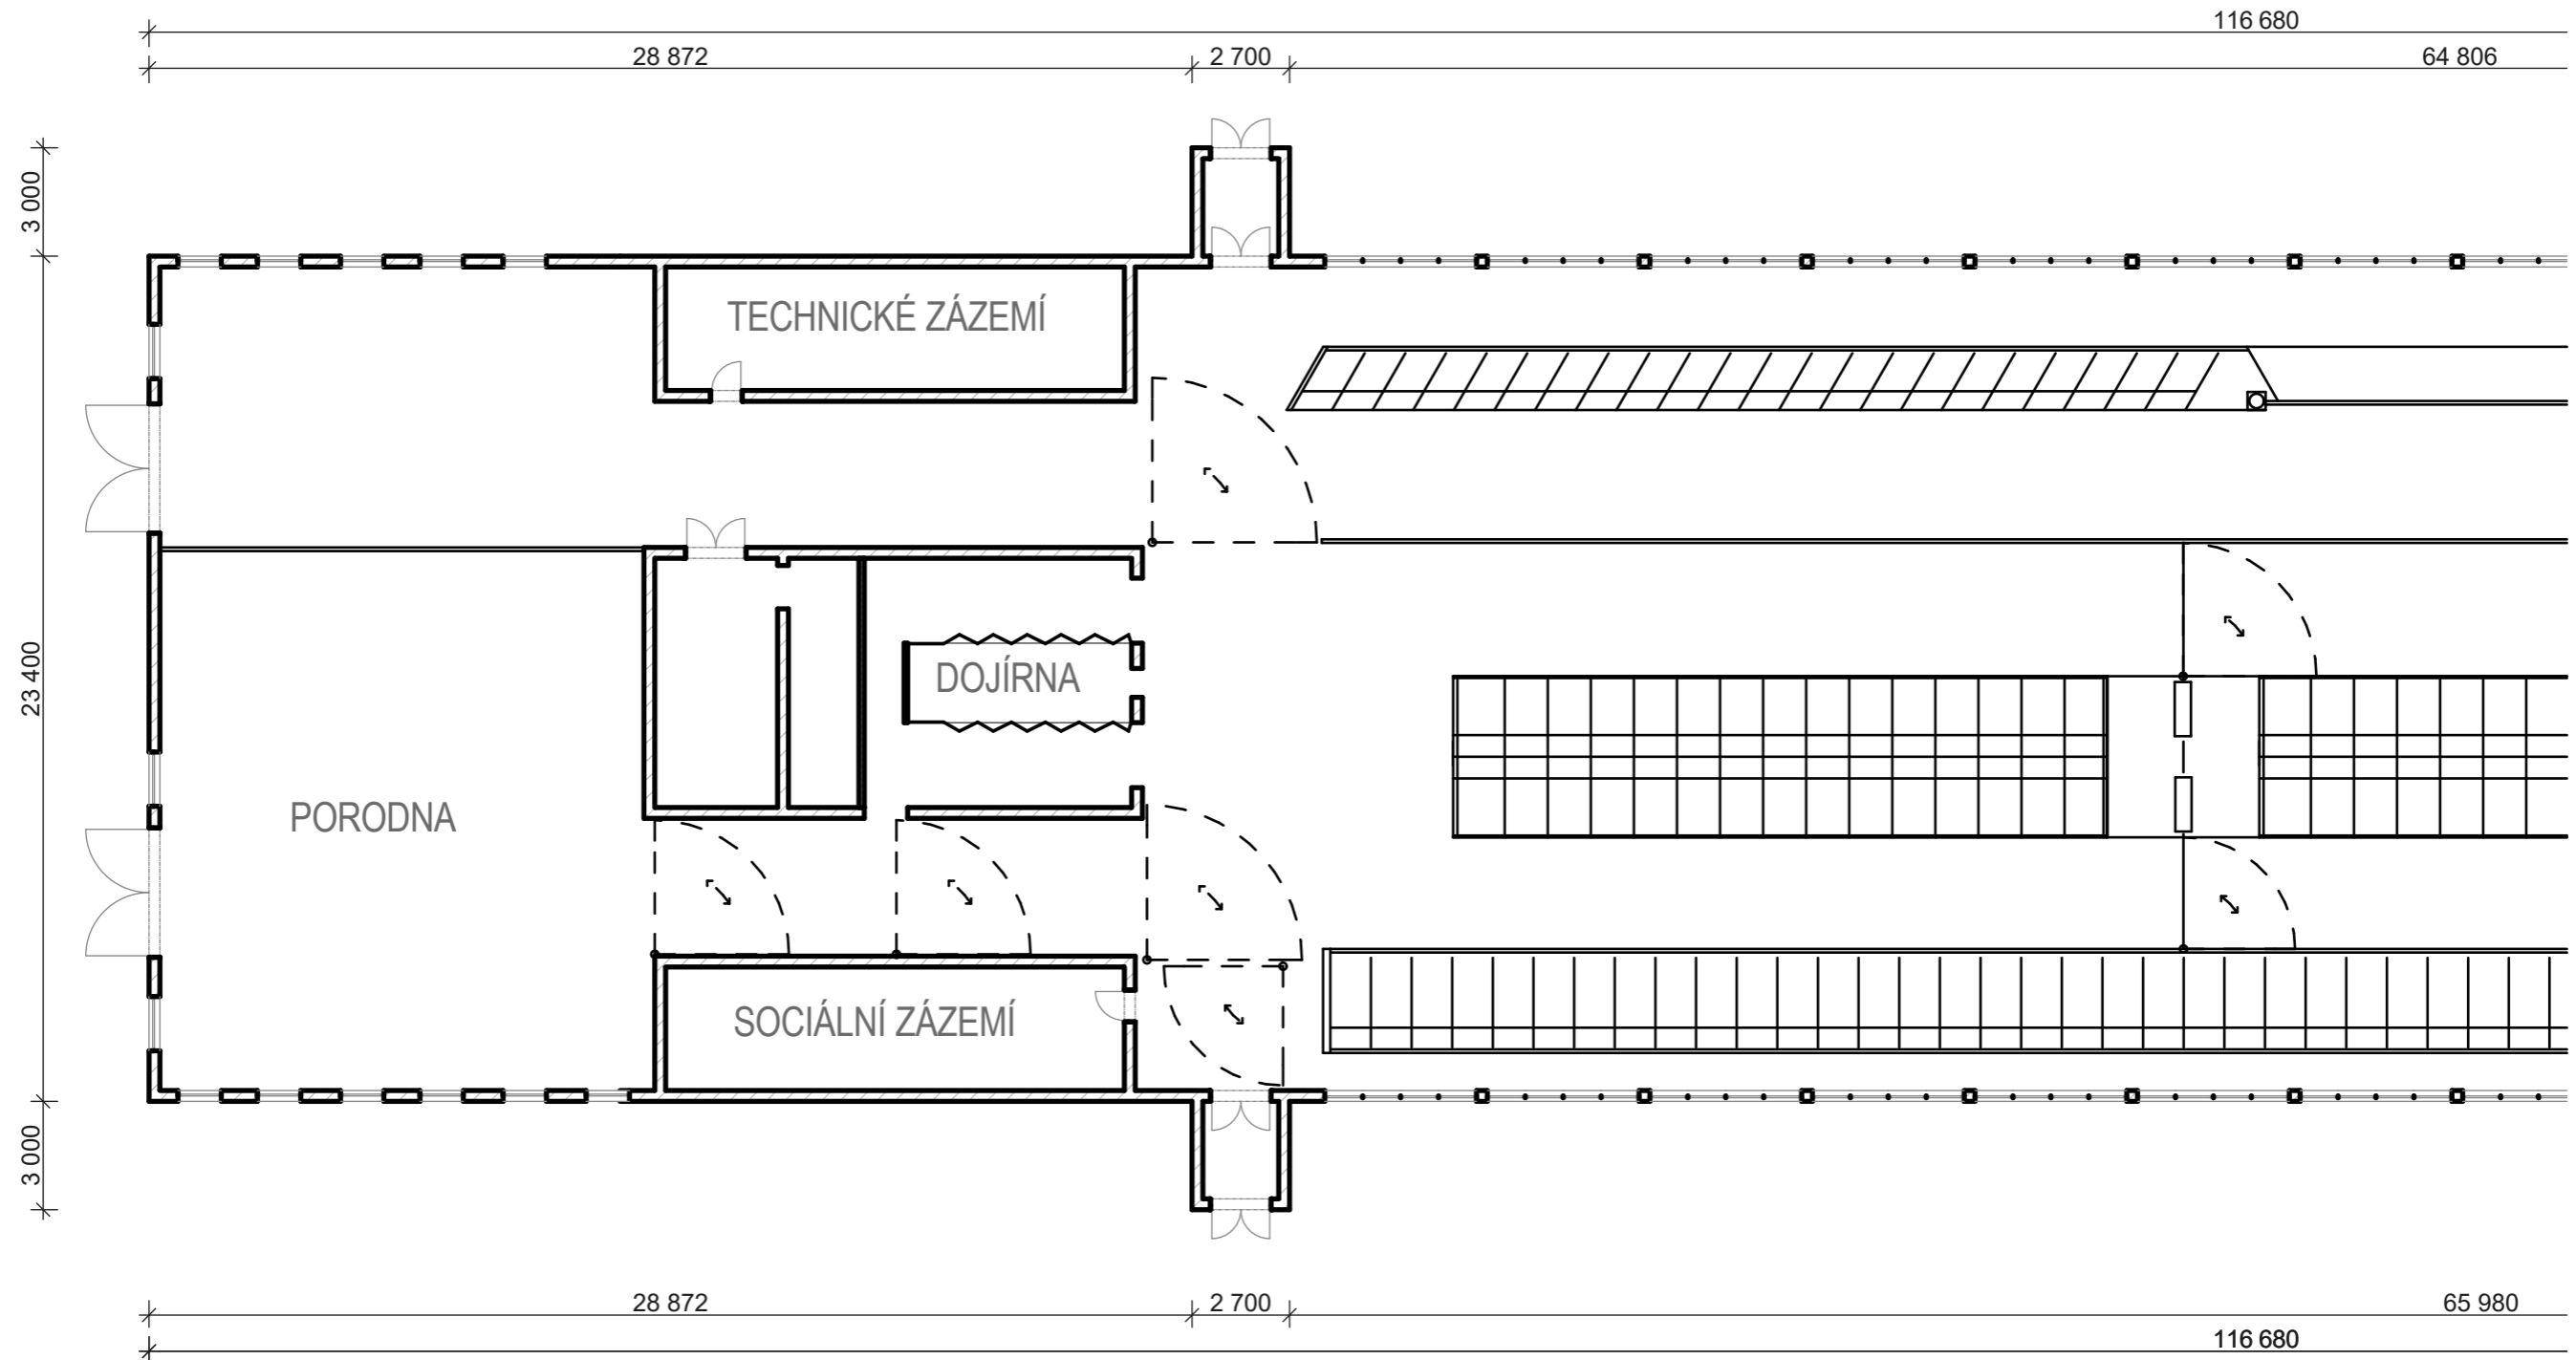 116 680
28 872
2 700
64 806
3 000
TECHNICKÉ ZÁZEMÍ
23 400
DOJÍRNA
PORODNA
SOCIÁLNÍ ZÁZEMÍ
3 000
28 872
2 700
65 980
116 680